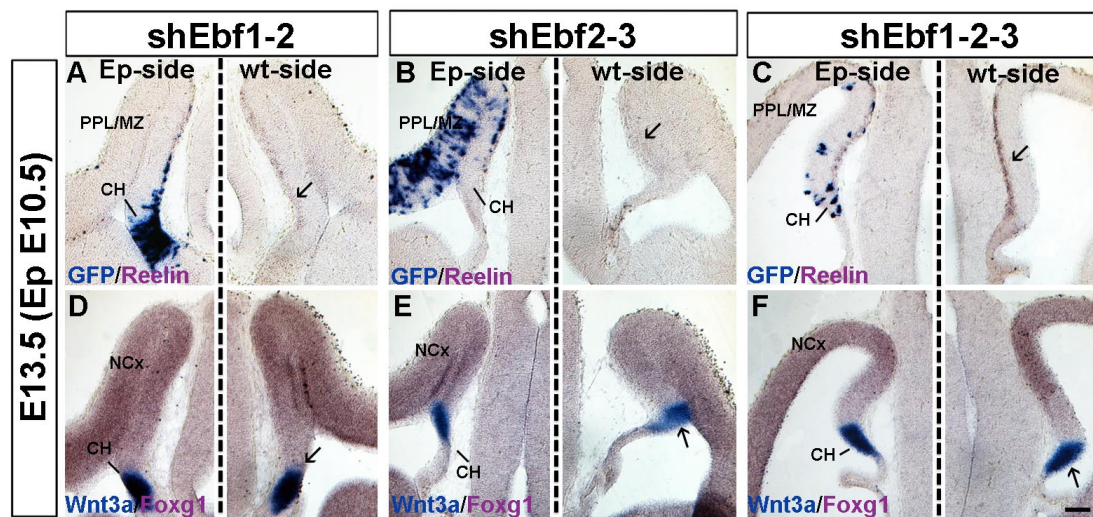 shEbf1-2 shEbf2-3 shEbf1-2-3
E13.5 (Ep E10.5)
A Ep-side wt-side B Ep-side wt-side C Ep-side wt-side
PPL/MZ PPL/MZ PPL/MZ
CH CH CH
GFP/Reelin GFP/Reelin GFP/Reelin
D E F
NCx NCx NCx
CH CH CH
Wnt3a/Foxg1 Wnt3a/Foxg1 Wnt3a/Foxg1